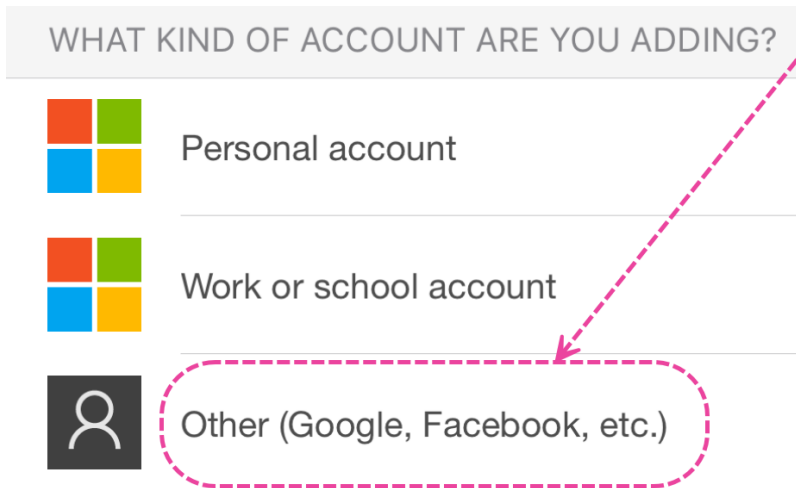 WHAT KIND OF ACCOUNT ARE YOU ADDING?
Personal account
Work or school account
Other (Google, Facebook, etc.)